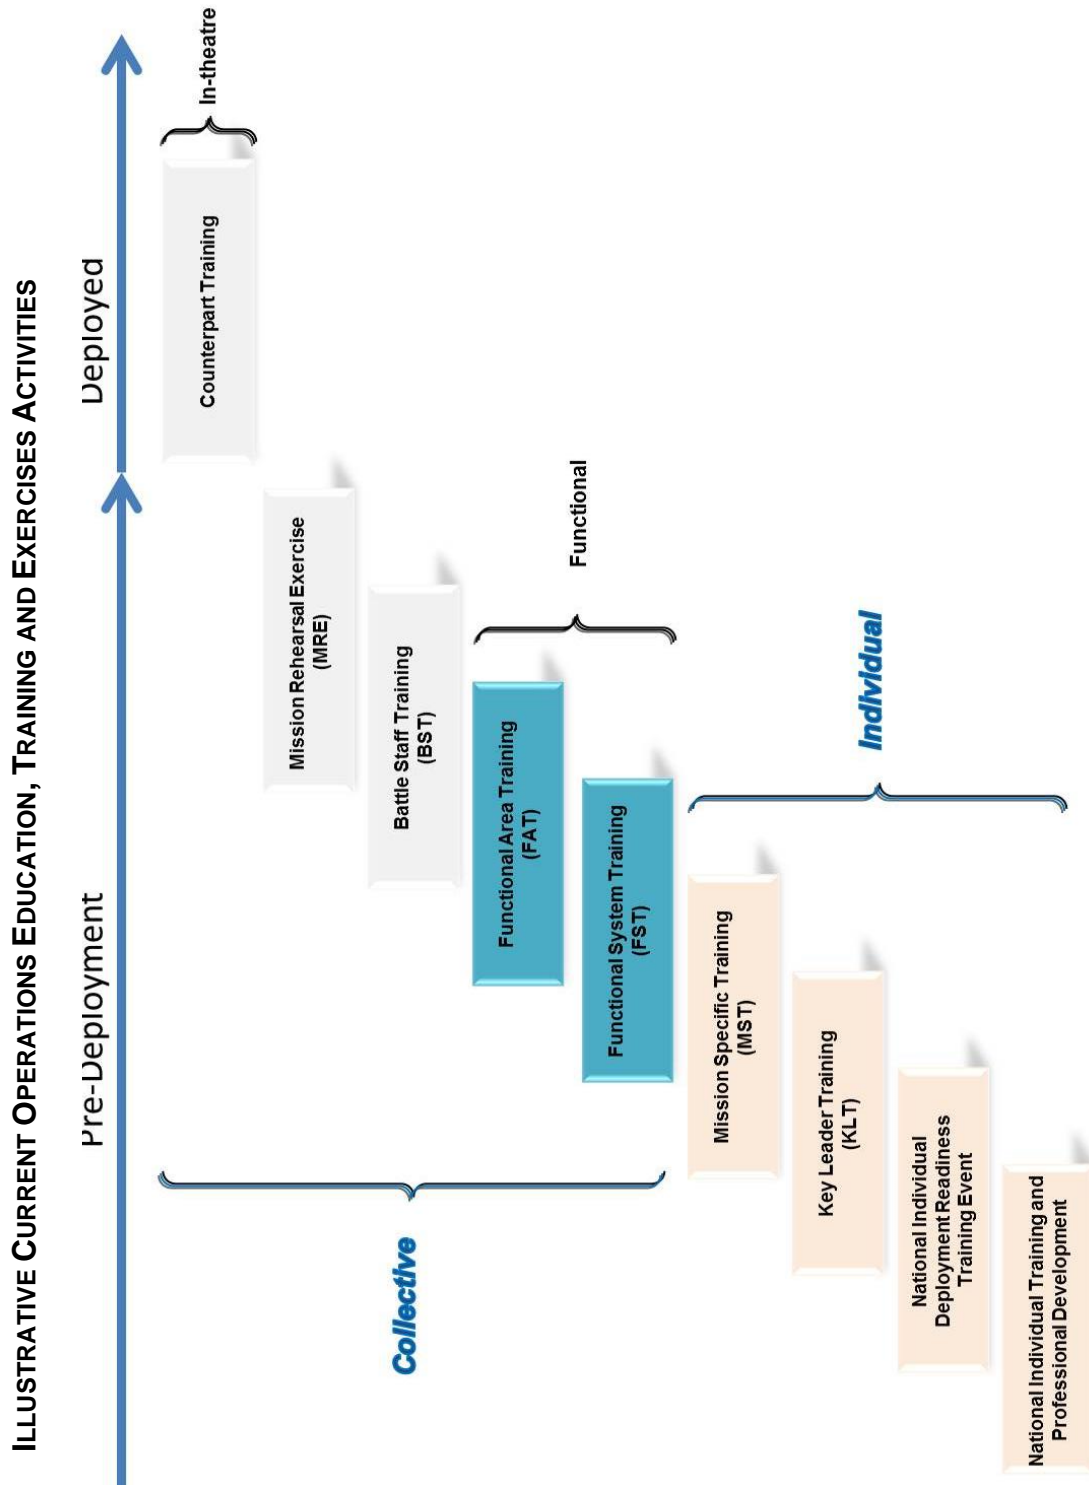 ILLUSTRATIVE CURRENT OPERATIONS EDUCATION, TRAINING AND EXERCISES ACTIVITIES
Pre-Deployment
Deployed
Counterpart Training
In-theatre
Mission Rehearsal Exercise
(MRE)
Collective
Battle Staff Training
(BST)
Functional Area Training
(FAT)
Functional
Functional System Training
(FST)
Mission Specific Training
(MST)
Key Leader Training
(KLT)
Individual
National Individual
Deployment Readiness
Training Event
National Individual Training and
Professional Development